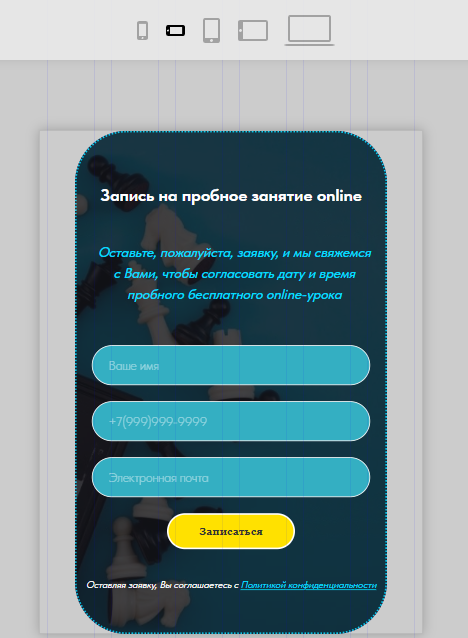 Запись на пробное занятие online
Оставьте, пожалуйста, заявку, и мы свяжемся
с Вами, чтобы согласовать дату и время
пробного бесплатного online-урока
Ваше имя
+7(999)999-9999
Электронная почта
Записаться
Оставляя заявку, Вы соглашаетесь с Политикой конфиденциальности